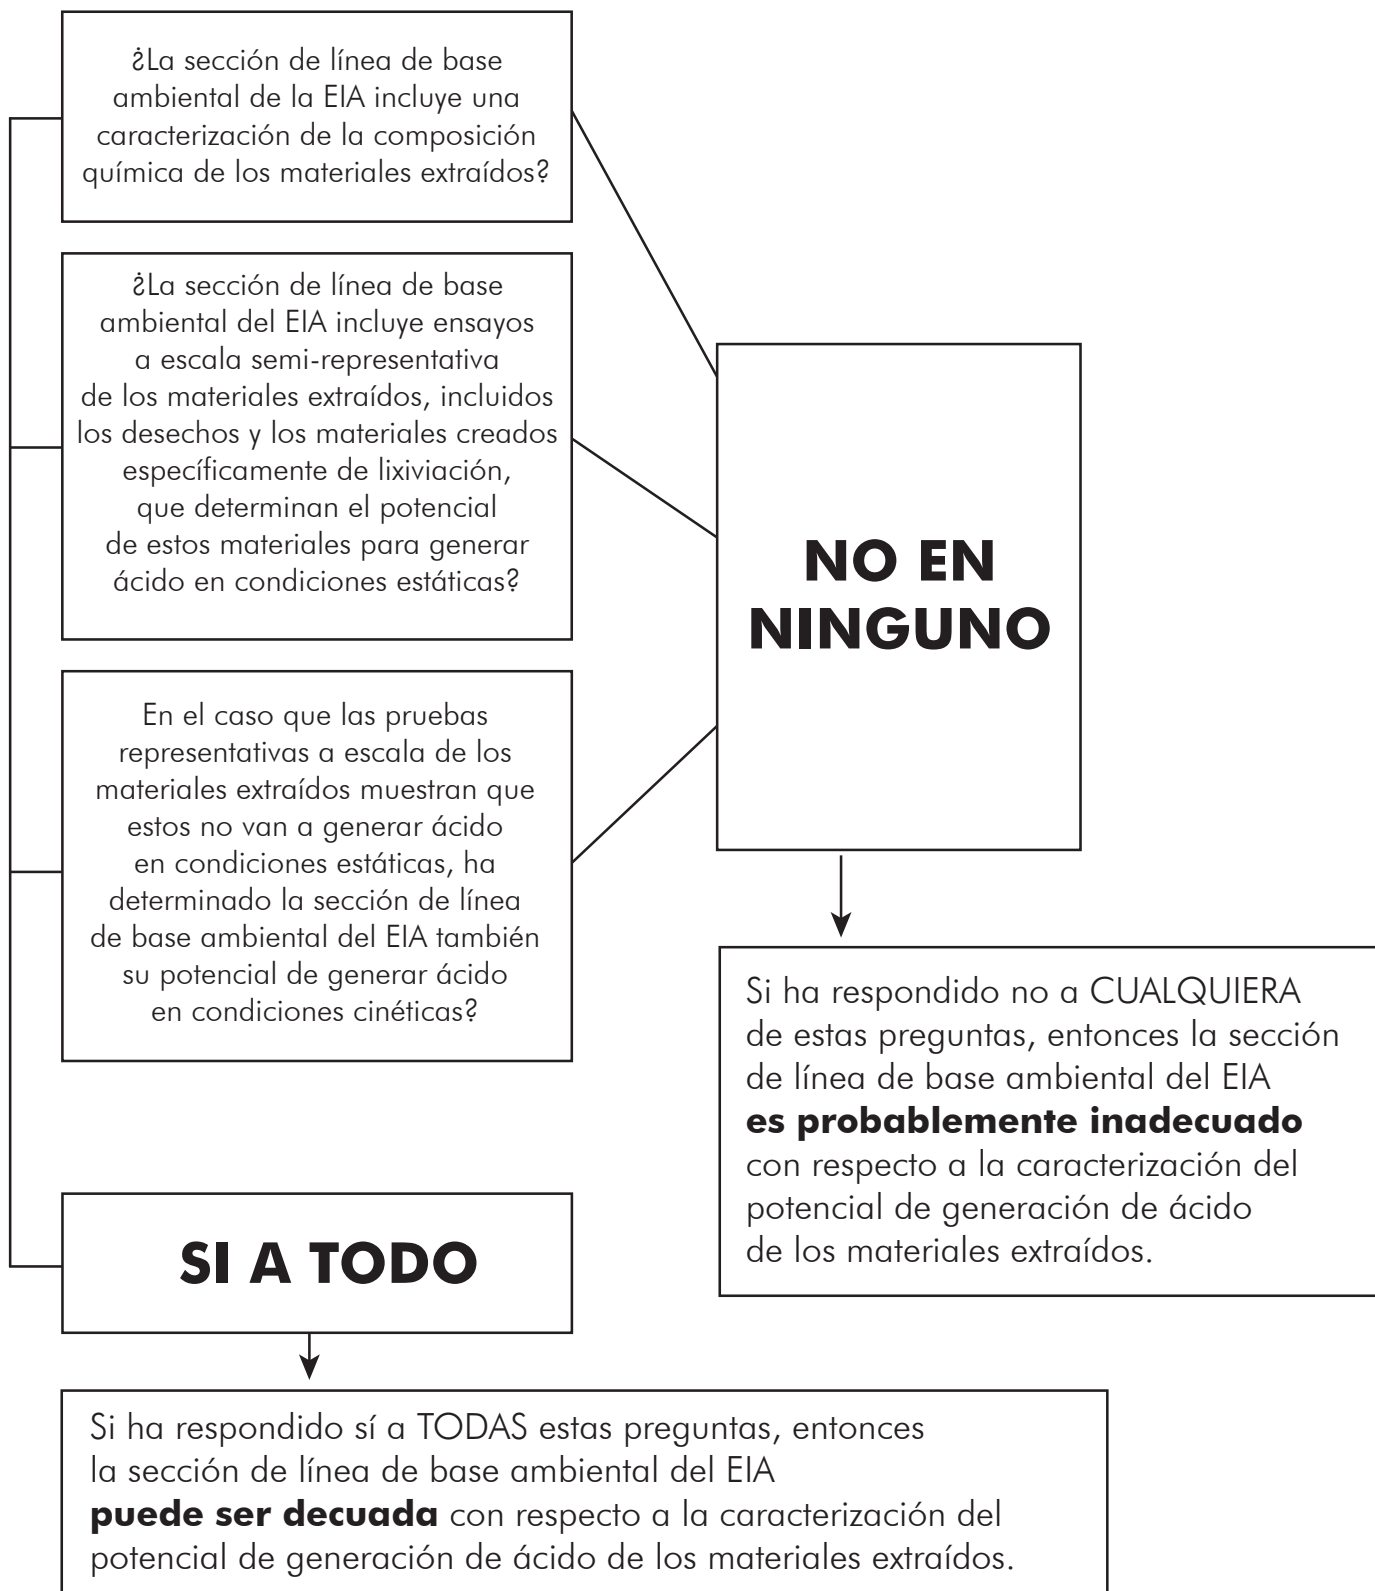 ¿La sección de línea de base
ambiental de la EIA incluye una
caracterización de la composición
química de los materiales extraídos?
¿La sección de línea de base
ambiental del EIA incluye ensayos
a escala semi-representativa
de los materiales extraídos, incluidos
los desechos y los materiales creados
específicamente de lixiviación,
que determinan el potencial
de estos materiales para generar
ácido en condiciones estáticas?
En el caso que las pruebas
representativas a escala de los
materiales extraídos muestran que
estos no van a generar ácido
en condiciones estáticas, ha
determinado la sección de línea
de base ambiental del EIA también
su potencial de generar ácido
en condiciones cinéticas?
NO EN
NINGUNO
Si ha respondido no a CUALQUIERA
de estas preguntas, entonces la sección
de línea de base ambiental del EIA
es probablemente inadecuado
con respecto a la caracterización del
potencial de generación de ácido
de los materiales extraídos.
SI A TODO
Si ha respondido sí a TODAS estas preguntas, entonces
la sección de línea de base ambiental del EIA
puede ser decuada con respecto a la caracterización del
potencial de generación de ácido de los materiales extraídos.